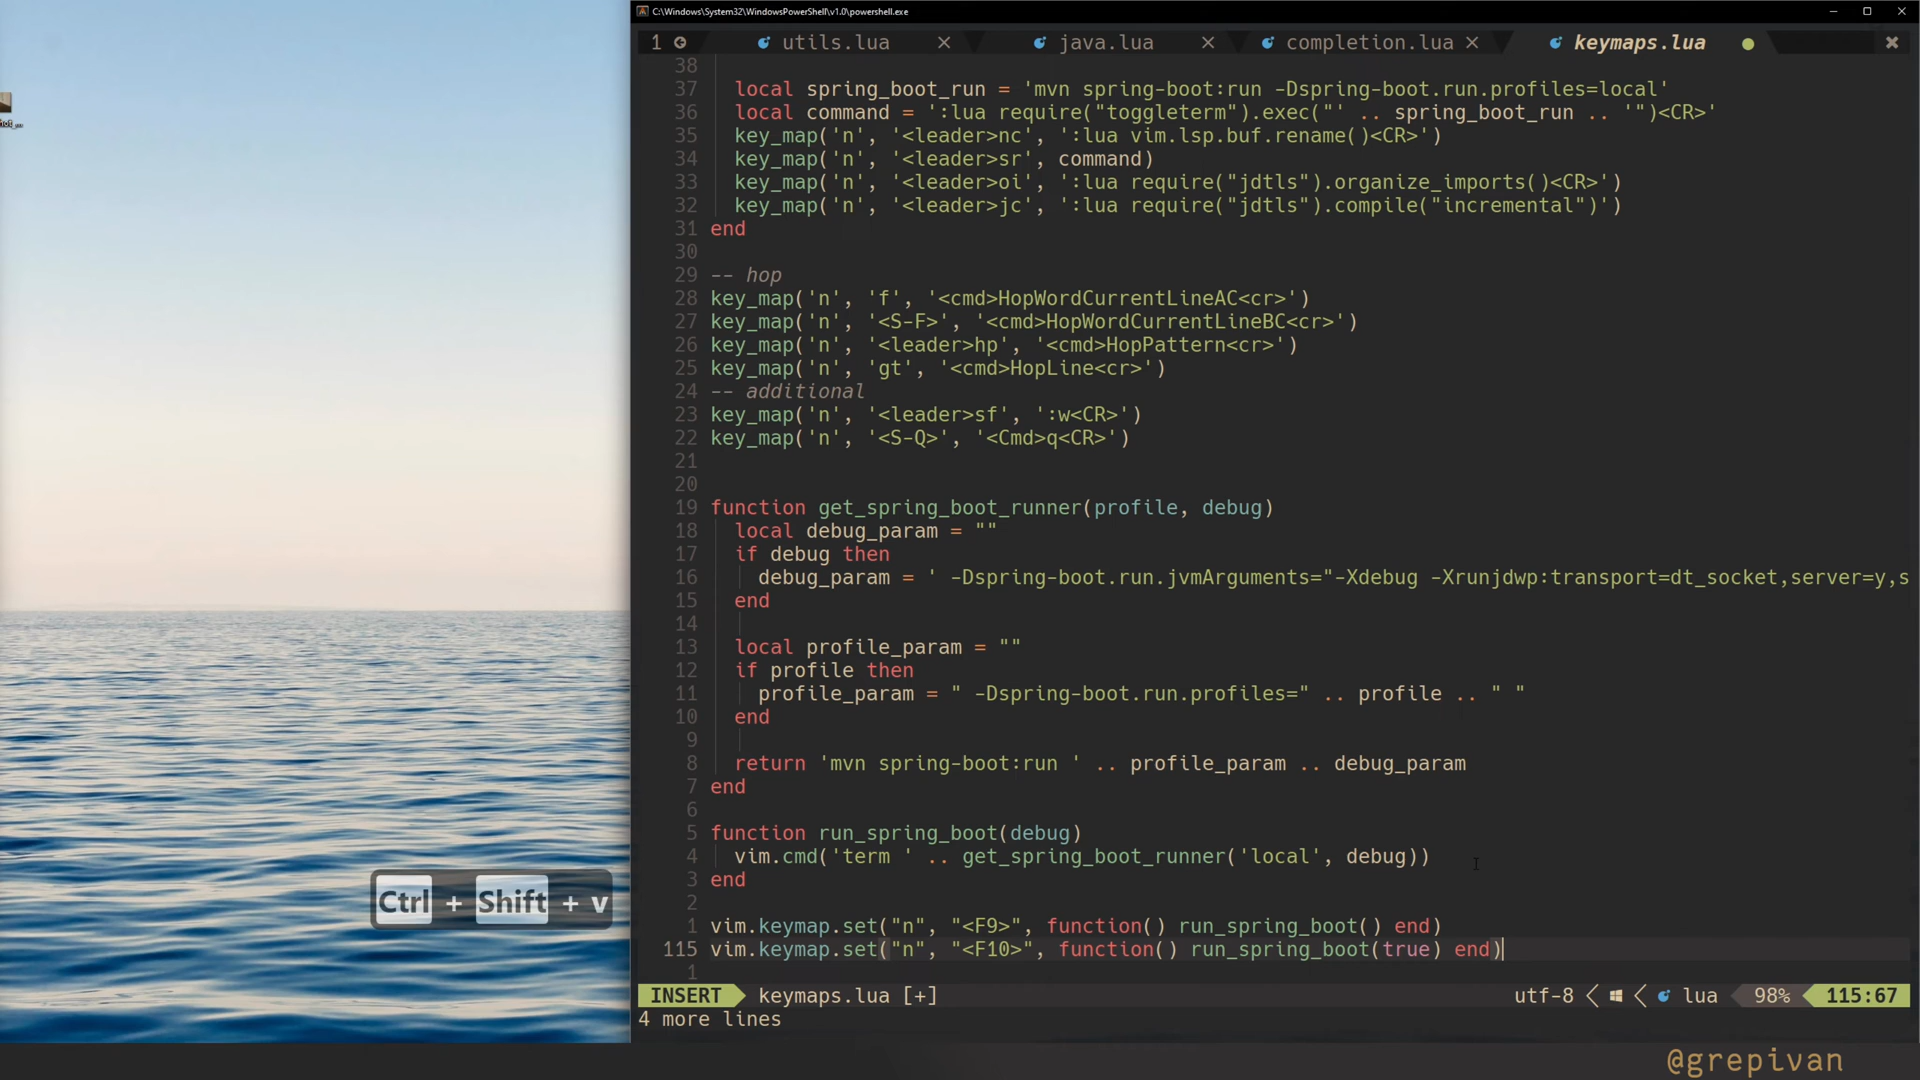 C:\Windows\System32\WindowsPowerShell\v1.0\powershell.exe
1 utils.lua java.lua completion.lua keymaps.lua
38
37 local spring_boot_run = 'mvn spring-boot:run -Dspring-boot.run.profiles=local'
36 local command = ':lua require("toggleterm").exec("' .. spring_boot_run .. '")<CR>'
35 key_map('n', '<leader>nc', ':lua vim.lsp.buf.rename()<CR>')
34 key_map('n', '<leader>sr', command)
33 key_map('n', '<leader>oi', ':lua require("jdtls").organize_imports()<CR>')
32 key_map('n', '<leader>jc', ':lua require("jdtls").compile("incremental")')
31 end
30
29 -- hop
28 key_map('n', 'f', '<cmd>HopWordCurrentLineAC<cr>')
27 key_map('n', '<S-F>', '<cmd>HopWordCurrentLineBC<cr>')
26 key_map('n', '<leader>hp', '<cmd>HopPattern<cr>')
25 key_map('n', 'gt', '<cmd>HopLine<cr>')
24 -- additional
23 key_map('n', '<leader>sf', ':w<CR>')
22 key_map('n', '<S-Q>', '<Cmd>q<CR>')
21
20
19 function get_spring_boot_runner(profile, debug)
18 local debug_param = ""
17 if debug then
16 debug_param = ' -Dspring-boot.run.jvmArguments="-Xdebug -Xrunjdwp:transport=dt_socket,server=y,s
15 end
14
13 local profile_param = ""
12 if profile then
11 profile_param = " -Dspring-boot.run.profiles=" .. profile .. " "
10 end
9
8 return 'mvn spring-boot:run ' .. profile_param .. debug_param
7 end
6
5 function run_spring_boot(debug)
4 vim.cmd('term ' .. get_spring_boot_runner('local', debug))
3 end
2
1 vim.keymap.set("n", "<F9>", function() run_spring_boot() end)
115 vim.keymap.set("n", "<F10>", function() run_spring_boot(true) end)
1
INSERT keymaps.lua [+] utf-8 lua 98% 115:67
4 more lines
Ctrl + Shift + v
@grepivan